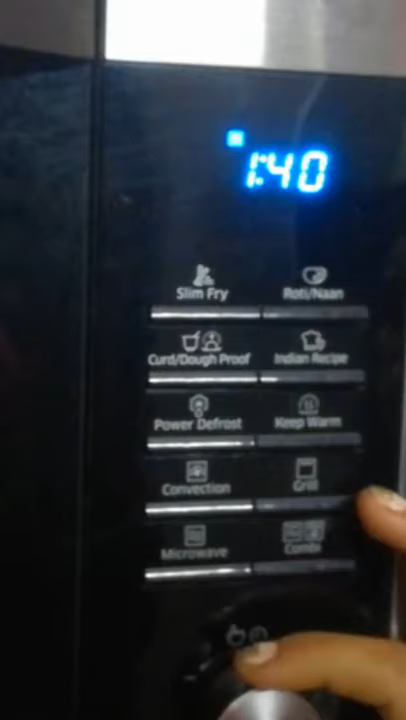 1:40
Slim Fry Roti/Naan
Curd/Dough Proof Indian Recipe
Power Defrost Keep Warm
Convection Grill
Microwave Combi